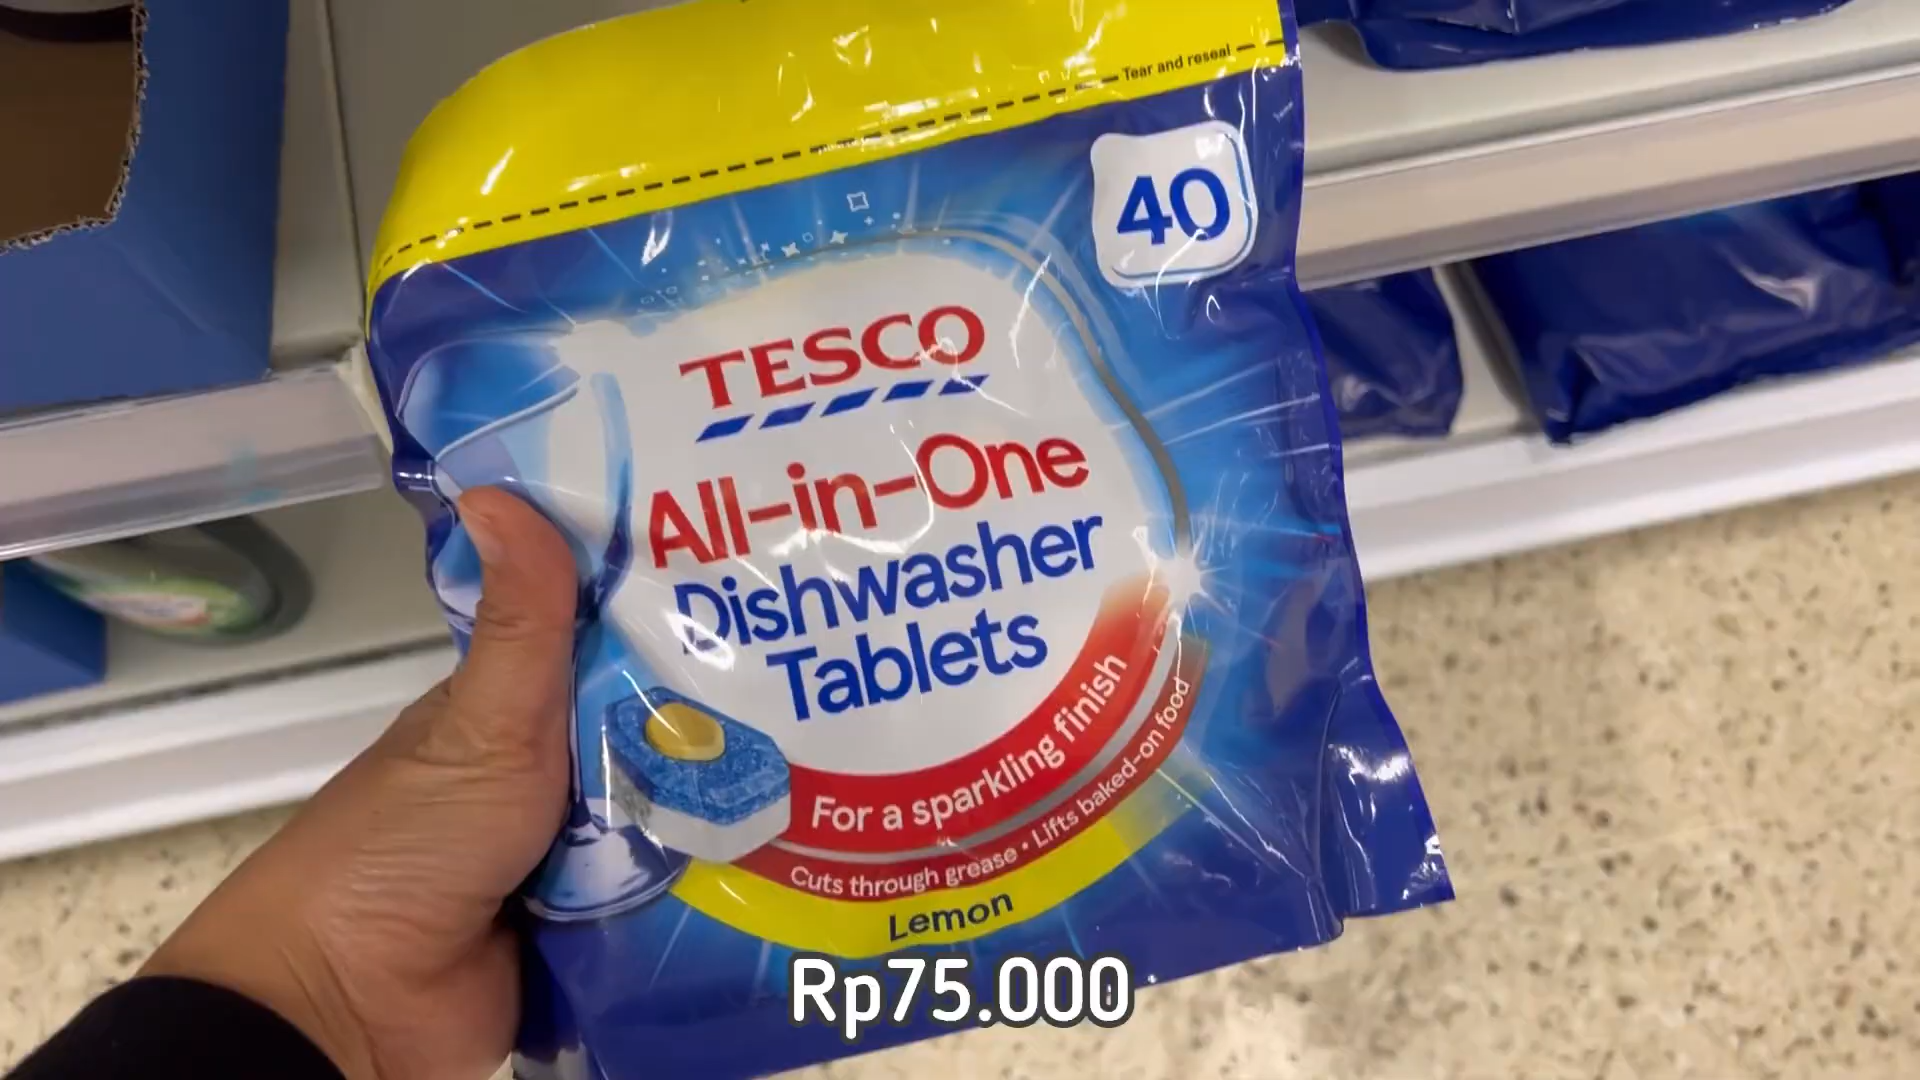 Tear and reseal
40
TESCO
All-in-One
Dishwasher
Tablets
For a sparkling finish
Cuts through grease • Lifts baked-on food
Lemon
Rp75.000